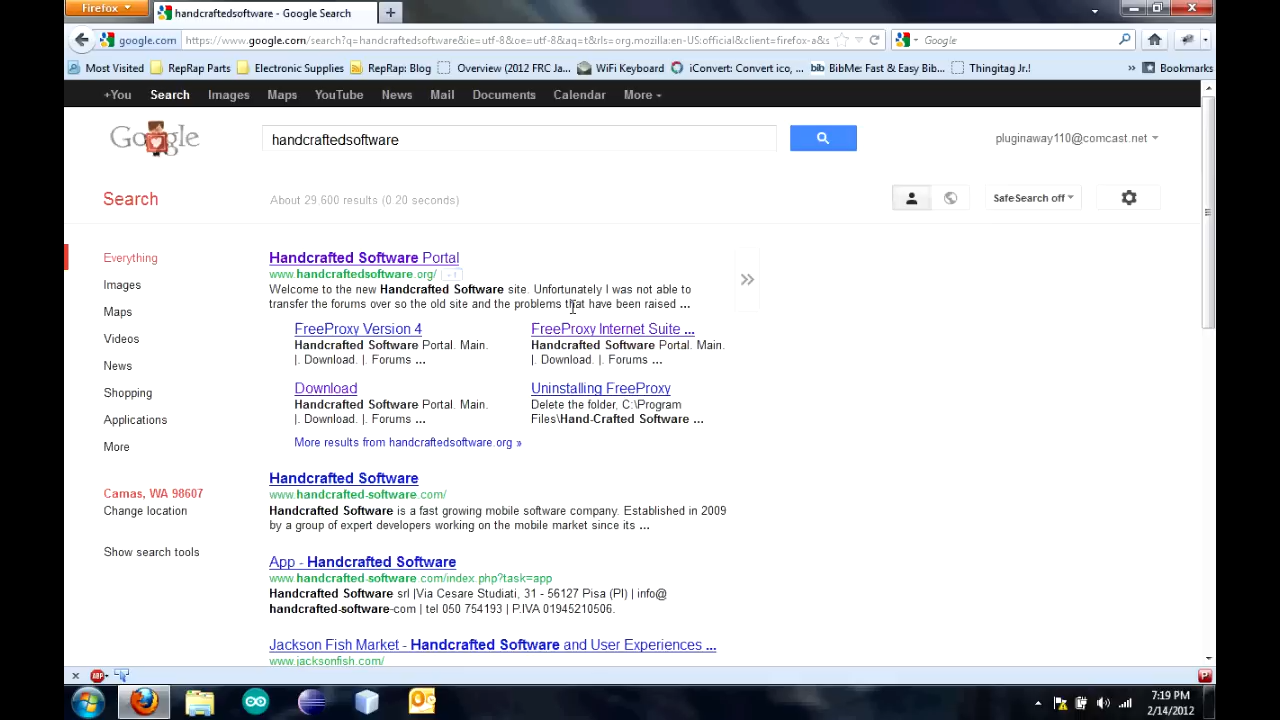 Firefox
handcraftedsoftware - Google Search
google.com https://www.google.com/search?q=handcraftedsoftware&ie=utf-8&oe=utf-8&aq=t&rls=org.mozilla:en-US:official&client=firefox-a&s
Google
Most Visited RepRap Parts Electronic Supplies RepRap: Blog Overview (2012 FRC Ja... WiFi Keyboard iConvert: Convert ico, ... bib BibMe: Fast & Easy Bib... Thingitag Jr.! » Bookmarks
+You Search Images Maps YouTube News Mail Documents Calendar More
Google
handcraftedsoftware
pluginaway110@comcast.net
Search
About 29,600 results (0.20 seconds)
SafeSearch off
Everything
Images
Maps
Videos
News
Shopping
Applications
More
Camas, WA 98607
Change location
Show search tools
Handcrafted Software Portal
www.handcraftedsoftware.org/
Welcome to the new Handcrafted Software site. Unfortunately I was not able to
transfer the forums over so the old site and the problems that have been raised ...
FreeProxy Version 4
Handcrafted Software Portal. Main.
|. Download. |. Forums ...
FreeProxy Internet Suite ...
Handcrafted Software Portal. Main.
|. Download. |. Forums ...
Download
Handcrafted Software Portal. Main.
|. Download. |. Forums ...
Uninstalling FreeProxy
Delete the folder, C:\Program
Files\Hand-Crafted Software ...
More results from handcraftedsoftware.org »
Handcrafted Software
www.handcrafted-software.com/
Handcrafted Software is a fast growing mobile software company. Established in 2009
by a group of expert developers working on the mobile market since its ...
App - Handcrafted Software
www.handcrafted-software.com/index.php?task=app
Handcrafted Software srl |Via Cesare Studiati, 31 - 56127 Pisa (PI) | info@
handcrafted-software-com | tel 050 754193 | P.IVA 01945210506.
Jackson Fish Market - Handcrafted Software and User Experiences ...
www.jacksonfish.com/
ABP
7:19 PM
2/14/2012